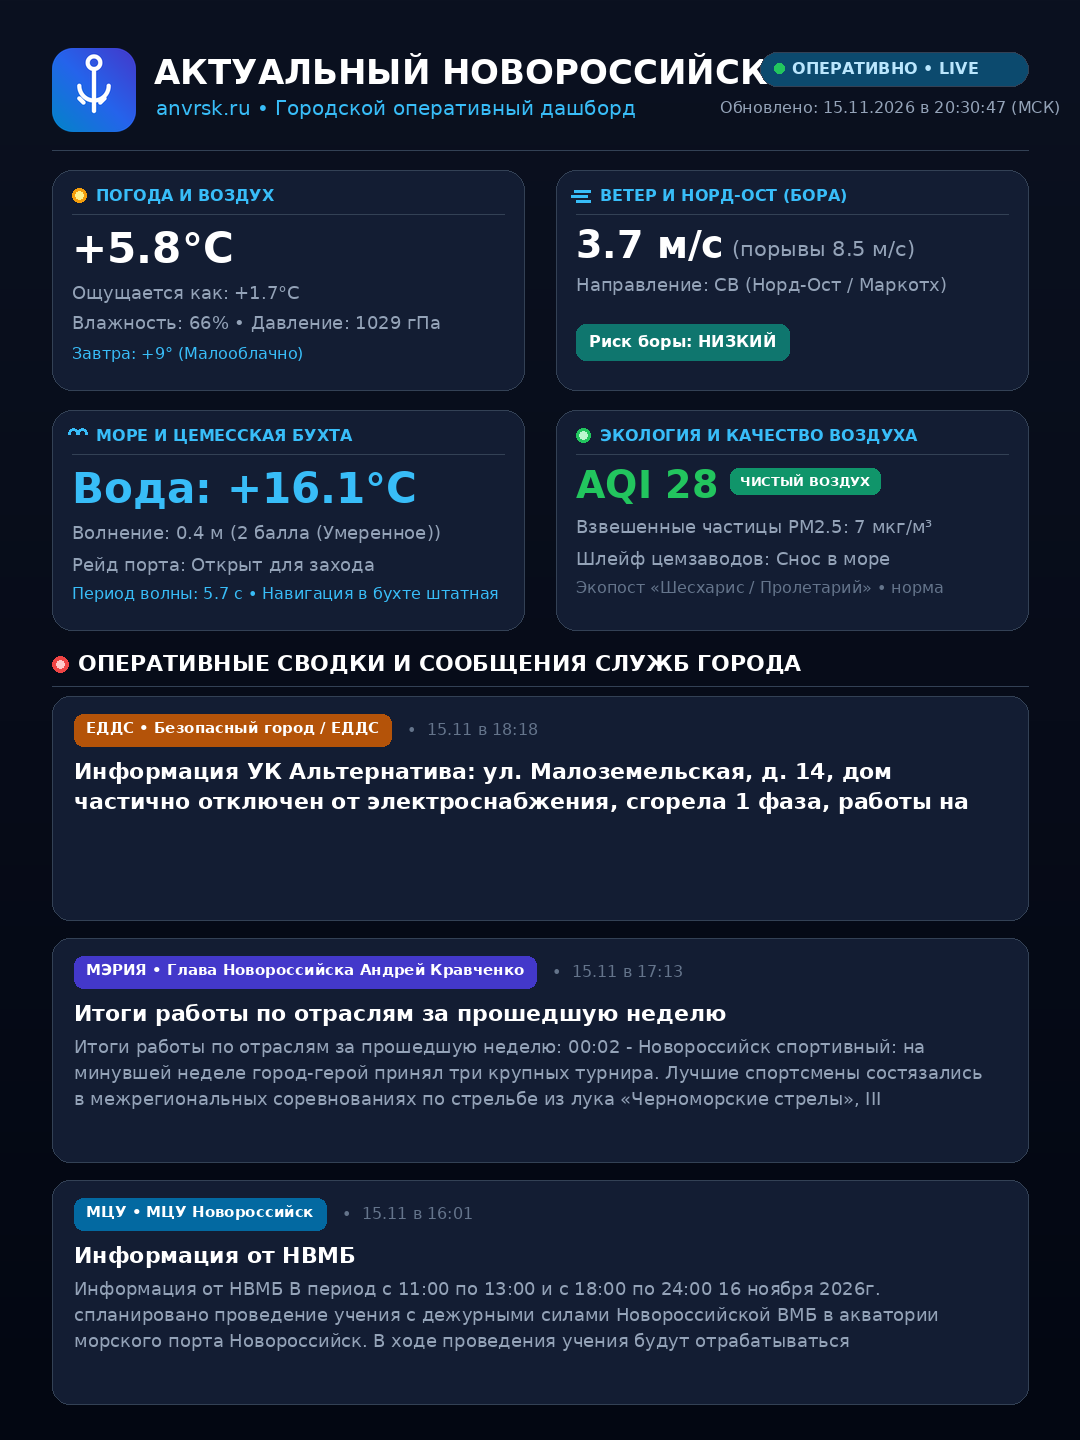 АКТУАЛЬНЫЙ НОВОРОССИЙСК
ОПЕРАТИВНО • LIVE
anvrsk.ru • Городской оперативный дашборд
Обновлено: 15.11.2026 в 20:30:47 (МСК)
ПОГОДА И ВОЗДУХ
+5.8°C
Ощущается как: +1.7°C
Влажность: 66% • Давление: 1029 гПа
Завтра: +9° (Малооблачно)
ВЕТЕР И НОРД-ОСТ (БОРА)
3.7 м/с (порывы 8.5 м/с)
Направление: СВ (Норд-Ост / Маркотх)
Риск боры: НИЗКИЙ
МОРЕ И ЦЕМЕССКАЯ БУХТА
Вода: +16.1°C
Волнение: 0.4 м (2 балла (Умеренное))
Рейд порта: Открыт для захода
Период волны: 5.7 с • Навигация в бухте штатная
ЭКОЛОГИЯ И КАЧЕСТВО ВОЗДУХА
AQI 28 ЧИСТЫЙ ВОЗДУХ
Взвешенные частицы PM2.5: 7 мкг/м³
Шлейф цемзаводов: Снос в море
Экопост «Шесхарис / Пролетарий» • норма
ОПЕРАТИВНЫЕ СВОДКИ И СООБЩЕНИЯ СЛУЖБ ГОРОДА
ЕДДС • Безопасный город / ЕДДС • 15.11 в 18:18
Информация УК Альтернатива: ул. Малоземельская, д. 14, дом
частично отключен от электроснабжения, сгорела 1 фаза, работы на
МЭРИЯ • Глава Новороссийска Андрей Кравченко • 15.11 в 17:13
Итоги работы по отраслям за прошедшую неделю
Итоги работы по отраслям за прошедшую неделю: 00:02 - Новороссийск спортивный: на
минувшей неделе город-герой принял три крупных турнира. Лучшие спортсмены состязались
в межрегиональных соревнованиях по стрельбе из лука «Черноморские стрелы», III
МЦУ • МЦУ Новороссийск • 15.11 в 16:01
Информация от НВМБ
Информация от НВМБ В период с 11:00 по 13:00 и с 18:00 по 24:00 16 ноября 2026г.
спланировано проведение учения с дежурными силами Новороссийской ВМБ в акватории
морского порта Новороссийск. В ходе проведения учения будут отрабатываться